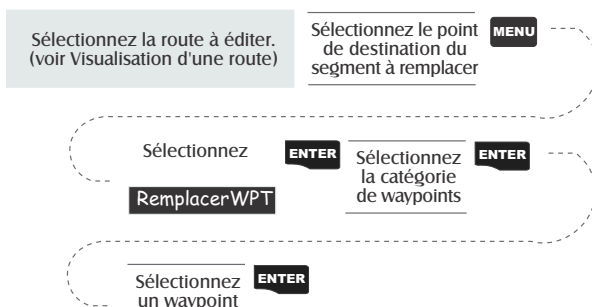 Sélectionnez la route à éditer.
(voir Visualisation d'une route)
Sélectionnez le point
de destination du
segment à remplacer
MENU
Sélectionnez
RemplacerWPT
ENTER
Sélectionnez
la catégorie
de waypoints
ENTER
Sélectionnez
un waypoint
ENTER